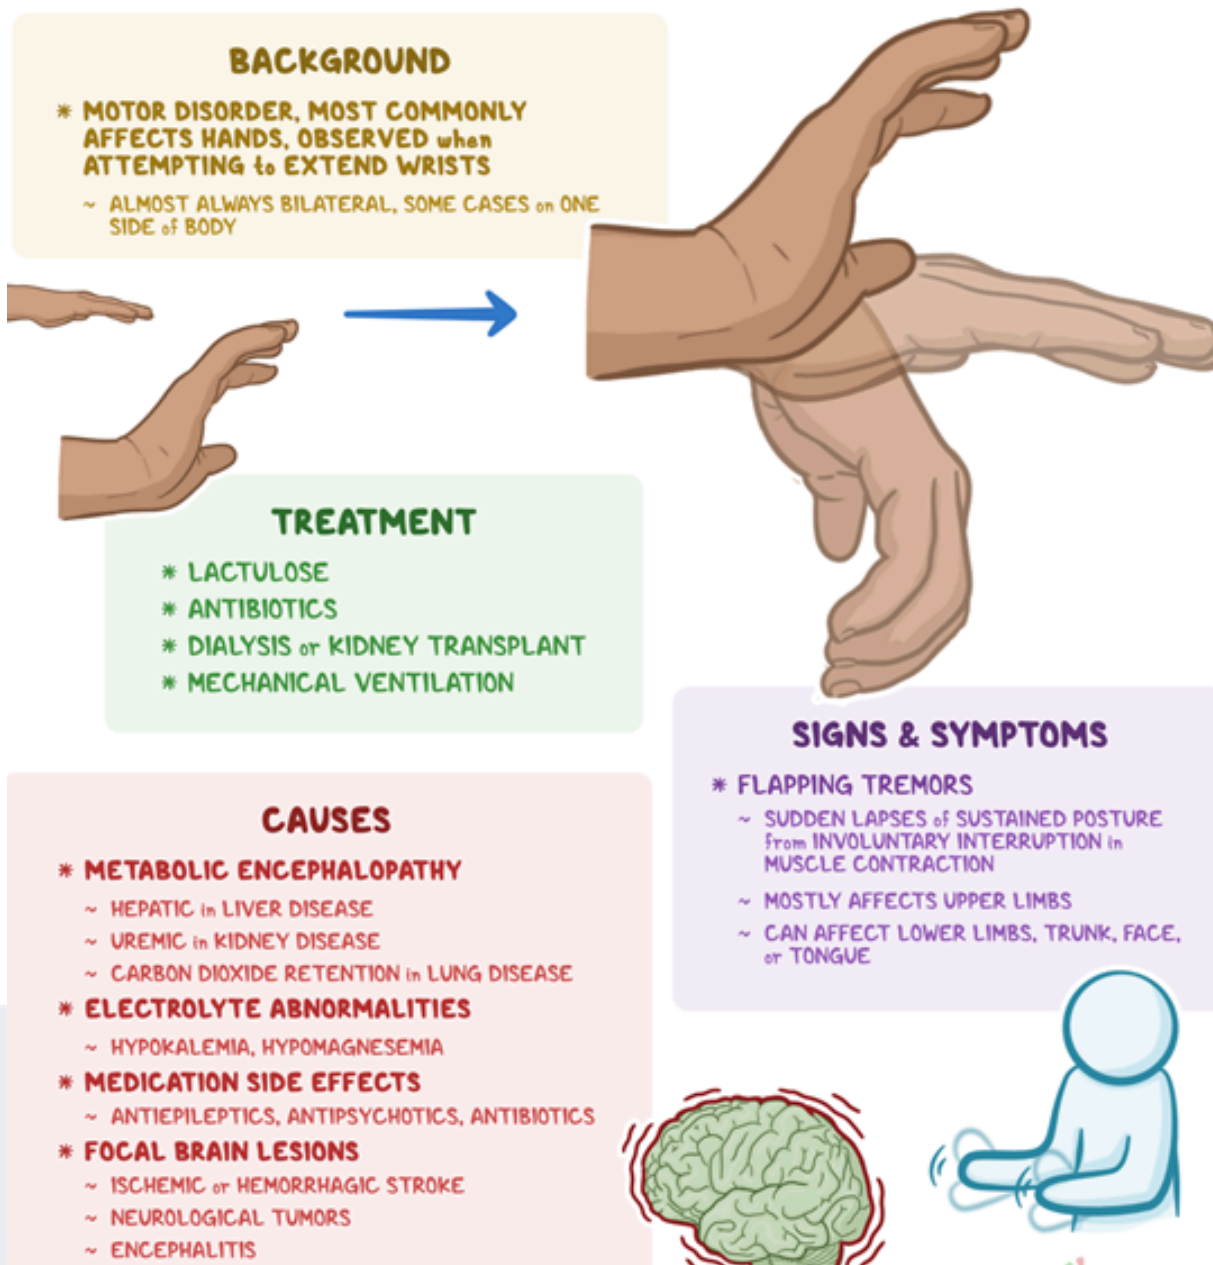 BACKGROUND
* MOTOR DISORDER, MOST COMMONLY
AFFECTS HANDS, OBSERVED when
ATTEMPTING to EXTEND WRISTS
~ ALMOST ALWAYS BILATERAL, SOME CASES on ONE
SIDE of BODY
TREATMENT
* LACTULOSE
* ANTIBIOTICS
* DIALYSIS or KIDNEY TRANSPLANT
* MECHANICAL VENTILATION
SIGNS & SYMPTOMS
* FLAPPING TREMORS
~ SUDDEN LAPSES of SUSTAINED POSTURE
from INVOLUNTARY INTERRUPTION in
MUSCLE CONTRACTION
~ MOSTLY AFFECTS UPPER LIMBS
~ CAN AFFECT LOWER LIMBS, TRUNK, FACE,
or TONGUE
CAUSES
* METABOLIC ENCEPHALOPATHY
~ HEPATIC in LIVER DISEASE
~ UREMIC in KIDNEY DISEASE
~ CARBON DIOXIDE RETENTION in LUNG DISEASE
* ELECTROLYTE ABNORMALITIES
~ HYPOKALEMIA, HYPOMAGNESEMIA
* MEDICATION SIDE EFFECTS
~ ANTIEPILEPTICS, ANTIPSYCHOTICS, ANTIBIOTICS
* FOCAL BRAIN LESIONS
~ ISCHEMIC or HEMORRHAGIC STROKE
~ NEUROLOGICAL TUMORS
~ ENCEPHALITIS